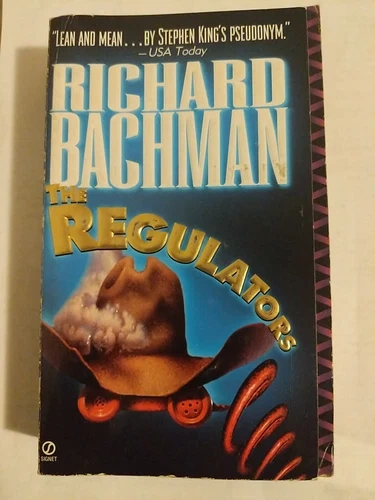 "LEAN AND MEAN...BY STEPHEN KING'S PSEUDONYM."
—USA Today
RICHARD
BACHMAN
THE
REGULATORS
SIGNET